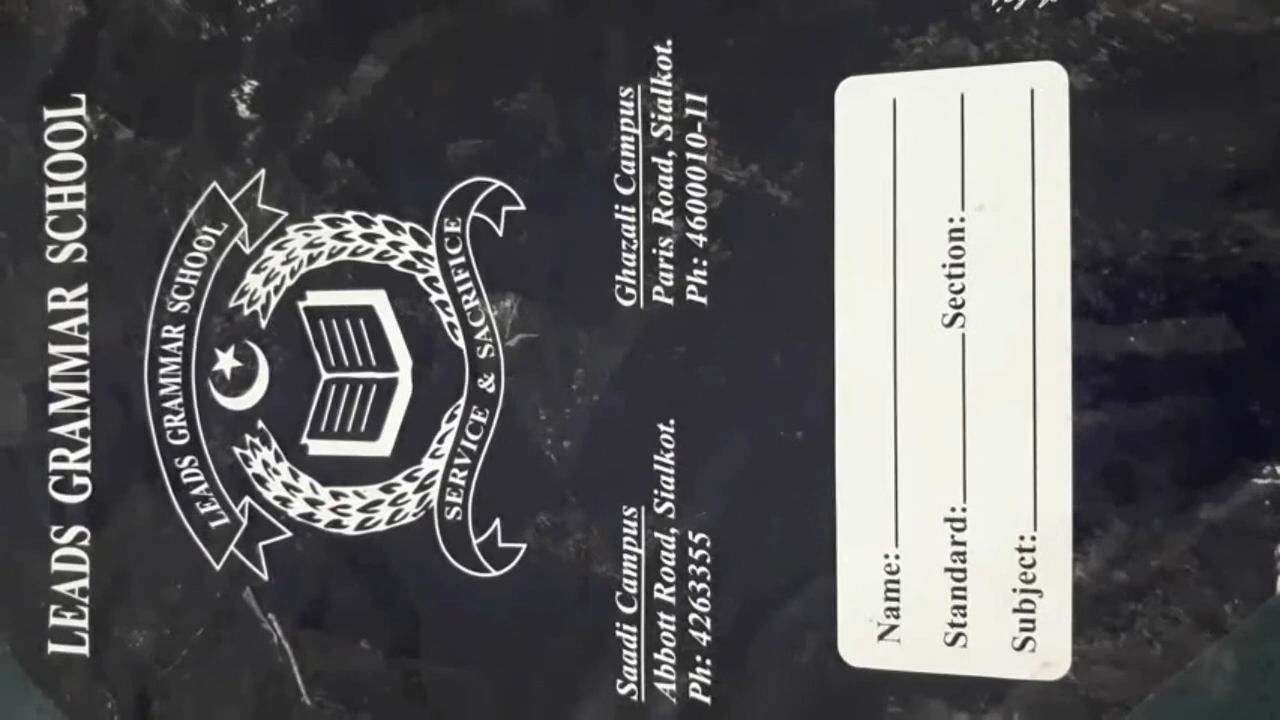 LEADS GRAMMAR SCHOOL
LEADS GRAMMAR SCHOOL
SERVICE & SACRIFICE
Saadi Campus
Abbott Road, Sialkot.
Ph: 4263355
Ghazali Campus
Paris Road, Sialkot.
Ph: 4600010-11
Name:
Standard: Section:
Subject: